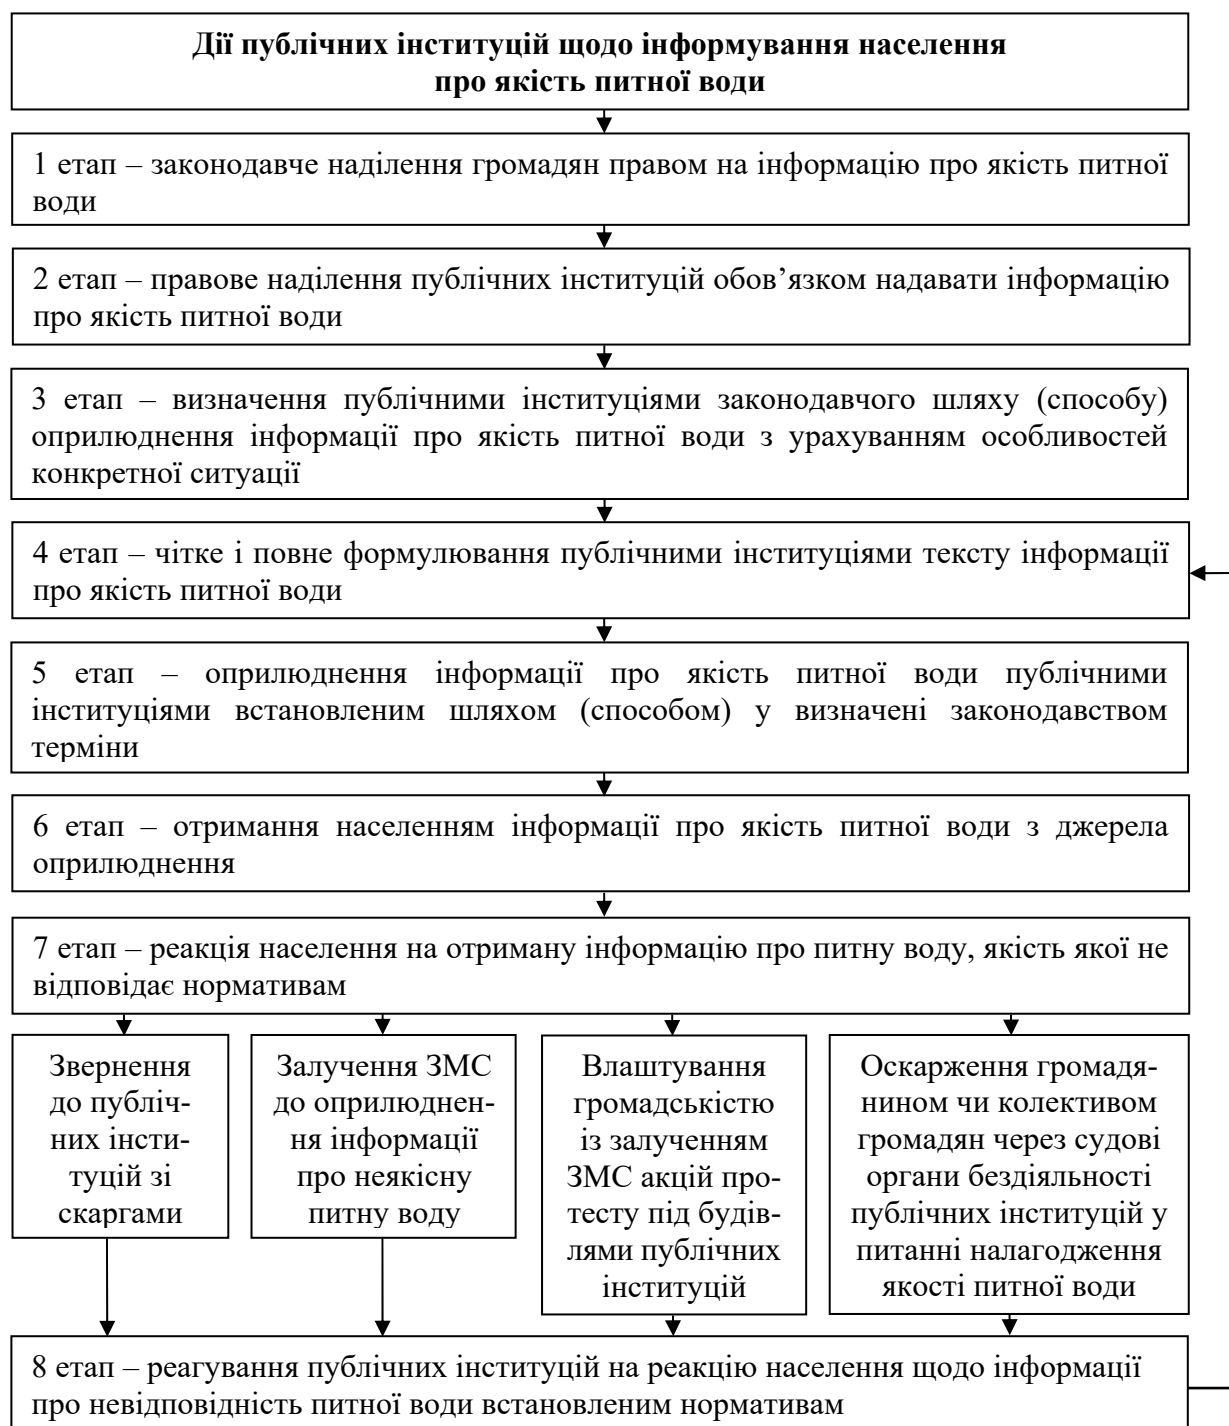 Дії публічних інституцій щодо інформування населення
про якість питної води
1 етап – законодавче наділення громадян правом на інформацію про якість питної
води
2 етап – правове наділення публічних інституцій обов’язком надавати інформацію
про якість питної води
3 етап – визначення публічними інституціями законодавчого шляху (способу)
оприлюднення інформації про якість питної води з урахуванням особливостей
конкретної ситуації
4 етап – чітке і повне формулювання публічними інституціями тексту інформації
про якість питної води
5 етап – оприлюднення інформації про якість питної води публічними
інституціями встановленим шляхом (способом) у визначені законодавством
терміни
6 етап – отримання населенням інформації про якість питної води з джерела
оприлюднення
7 етап – реакція населення на отриману інформацію про питну воду, якість якої не
відповідає нормативам
Звернення
до публіч-
них інсти-
туцій зі
скаргами
Залучення ЗМС
до оприлюднен-
ня інформації
про неякісну
питну воду
Влаштування
громадськістю
із залученням
ЗМС акцій про-
тесту під будів-
лями публічних
інституцій
Оскарження громадя-
нином чи колективом
громадян через судові
органи бездіяльності
публічних інституцій у
питанні налагодження
якості питної води
8 етап – реагування публічних інституцій на реакцію населення щодо інформації
про невідповідність питної води встановленим нормативам